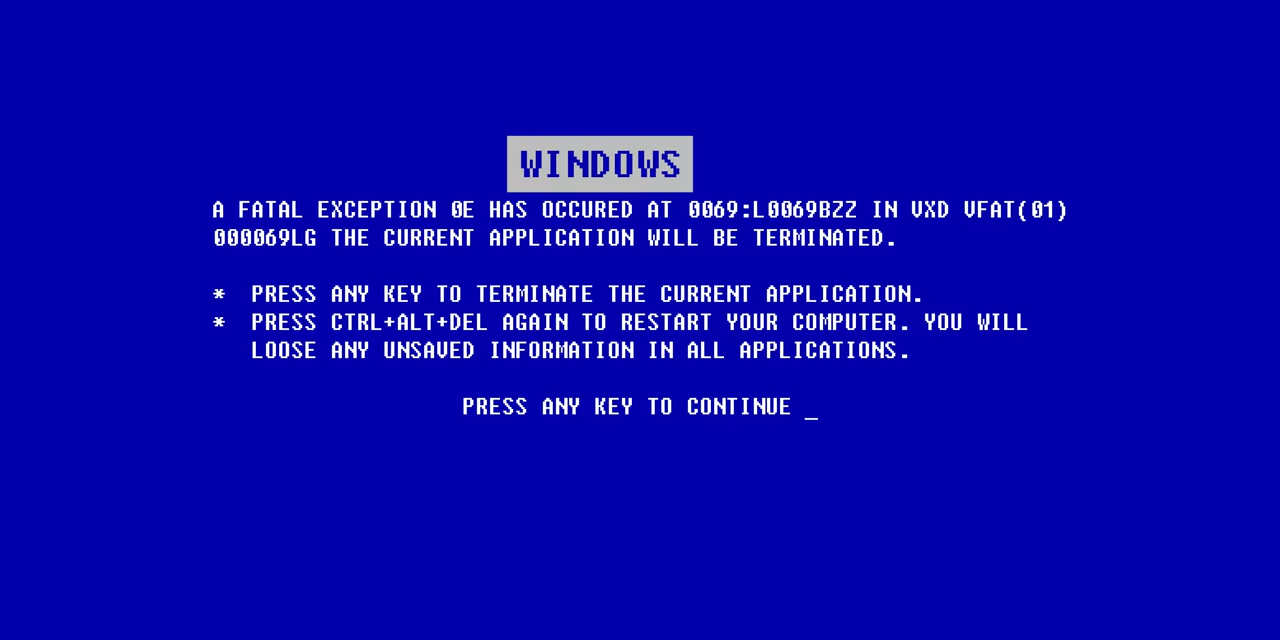 WINDOWS
A FATAL EXCEPTION 0E HAS OCCURED AT 0069:L0069BZZ IN VXD VFAT(01)
000069LG THE CURRENT APPLICATION WILL BE TERMINATED.
* PRESS ANY KEY TO TERMINATE THE CURRENT APPLICATION.
* PRESS CTRL+ALT+DEL AGAIN TO RESTART YOUR COMPUTER. YOU WILL
LOOSE ANY UNSAVED INFORMATION IN ALL APPLICATIONS.
PRESS ANY KEY TO CONTINUE _